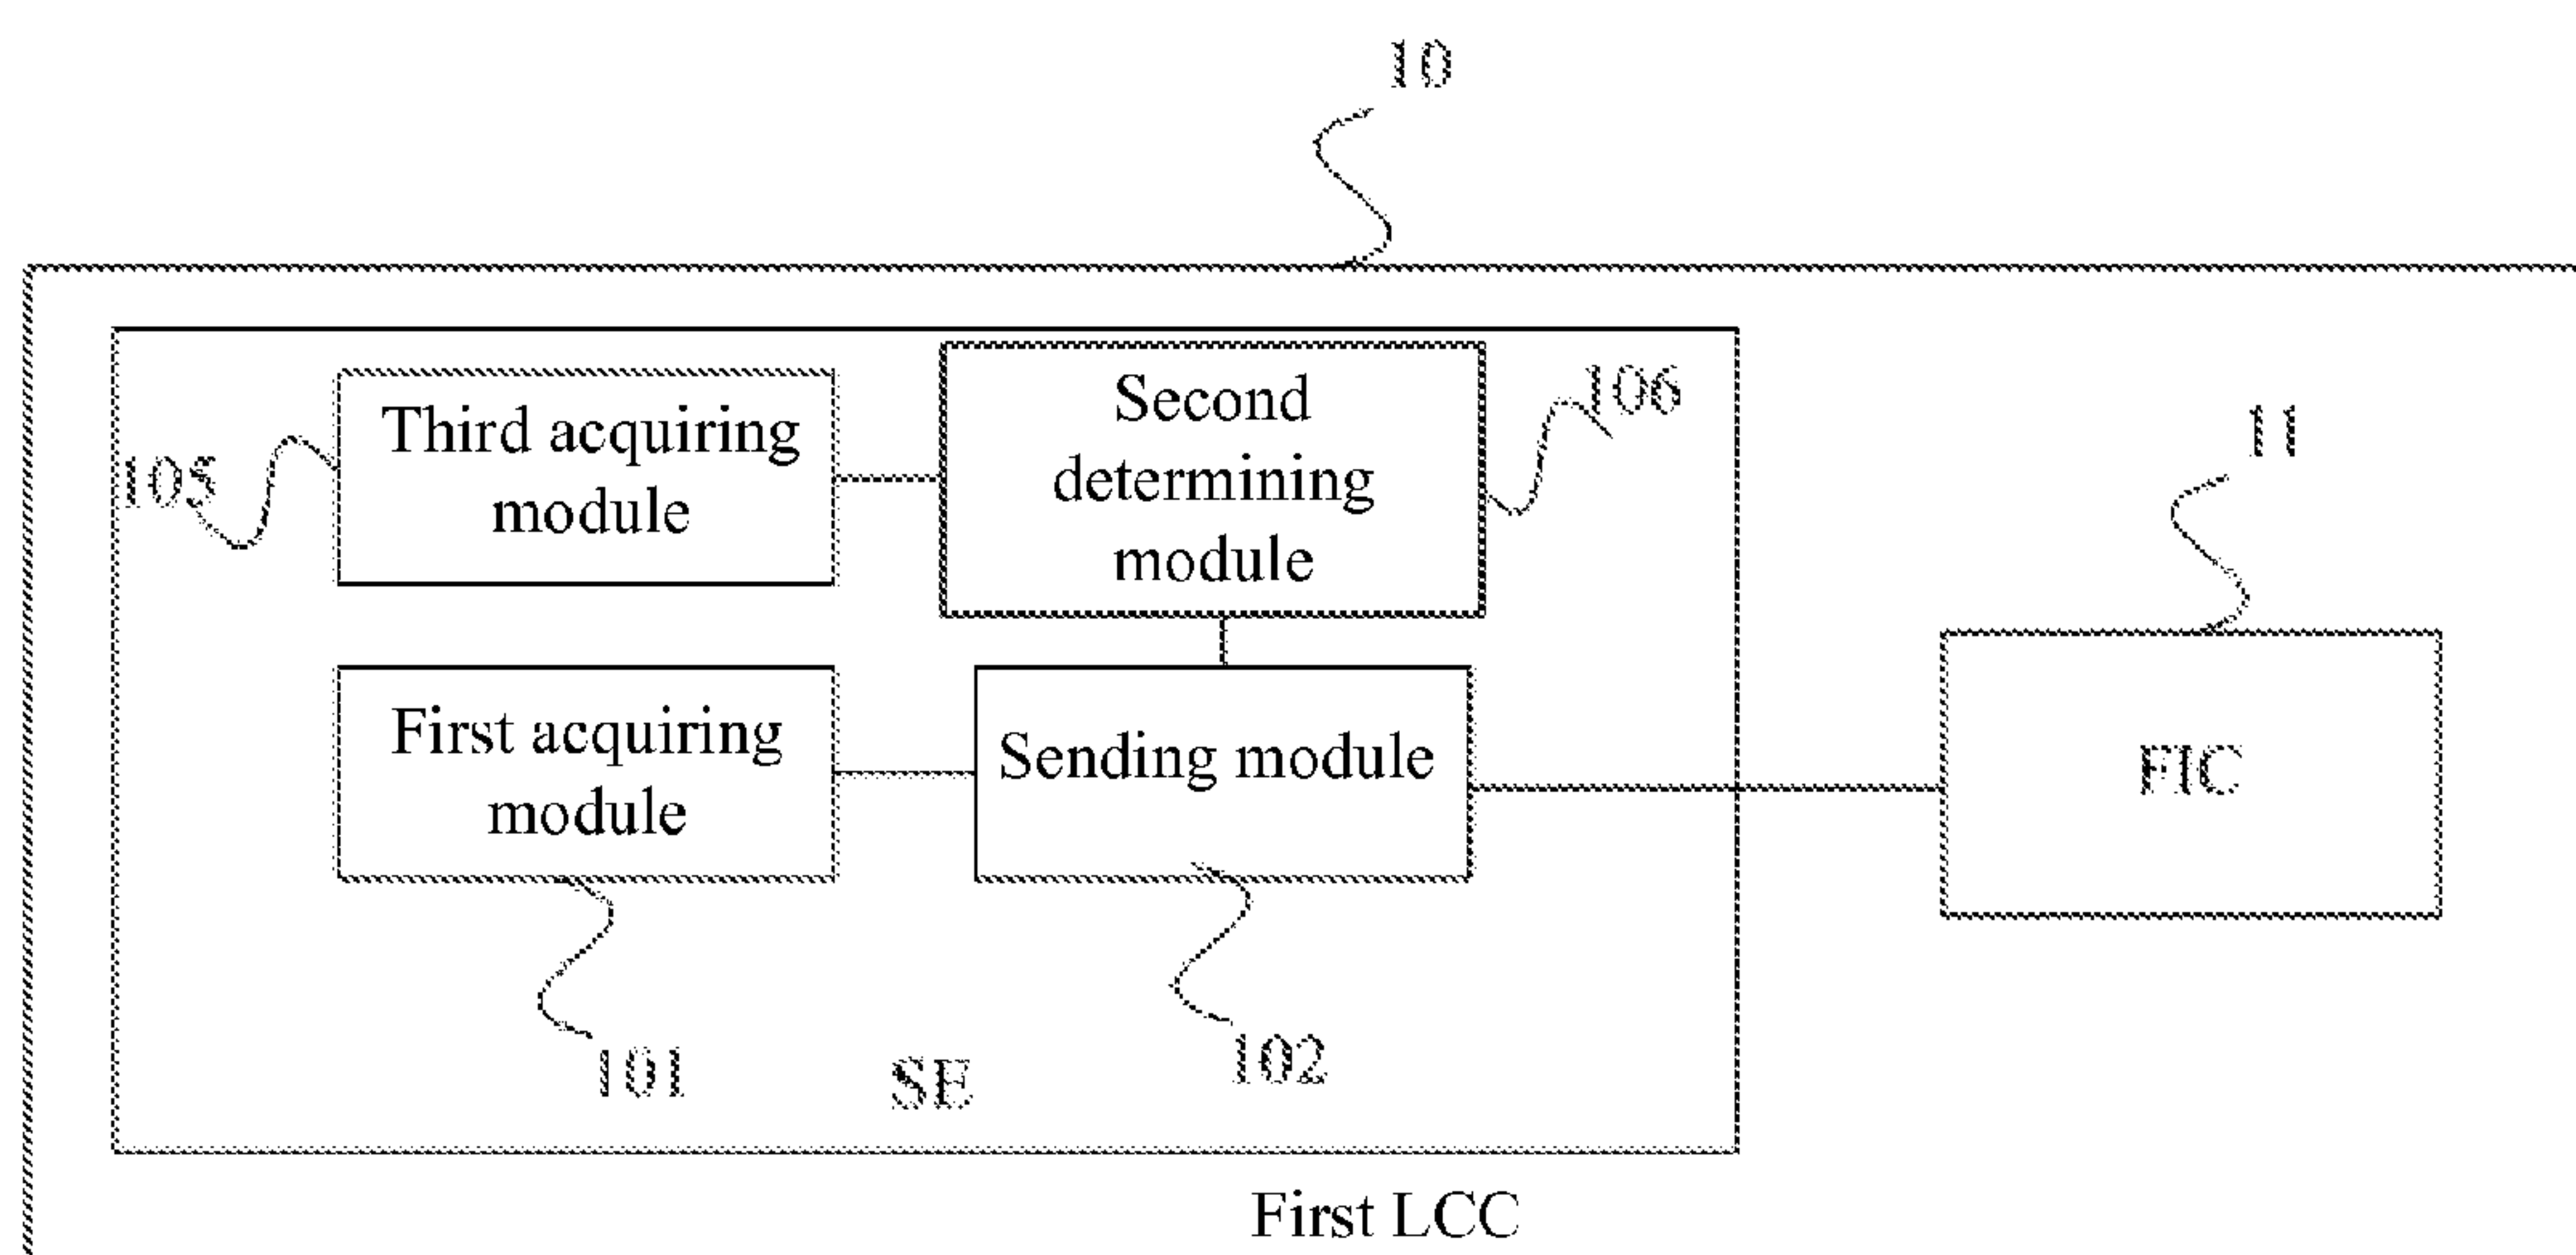 10
Third acquiring
module
105
Second
determining
module
106
11
First acquiring
module
Sending module
FIC
101
SE
102
First LCC